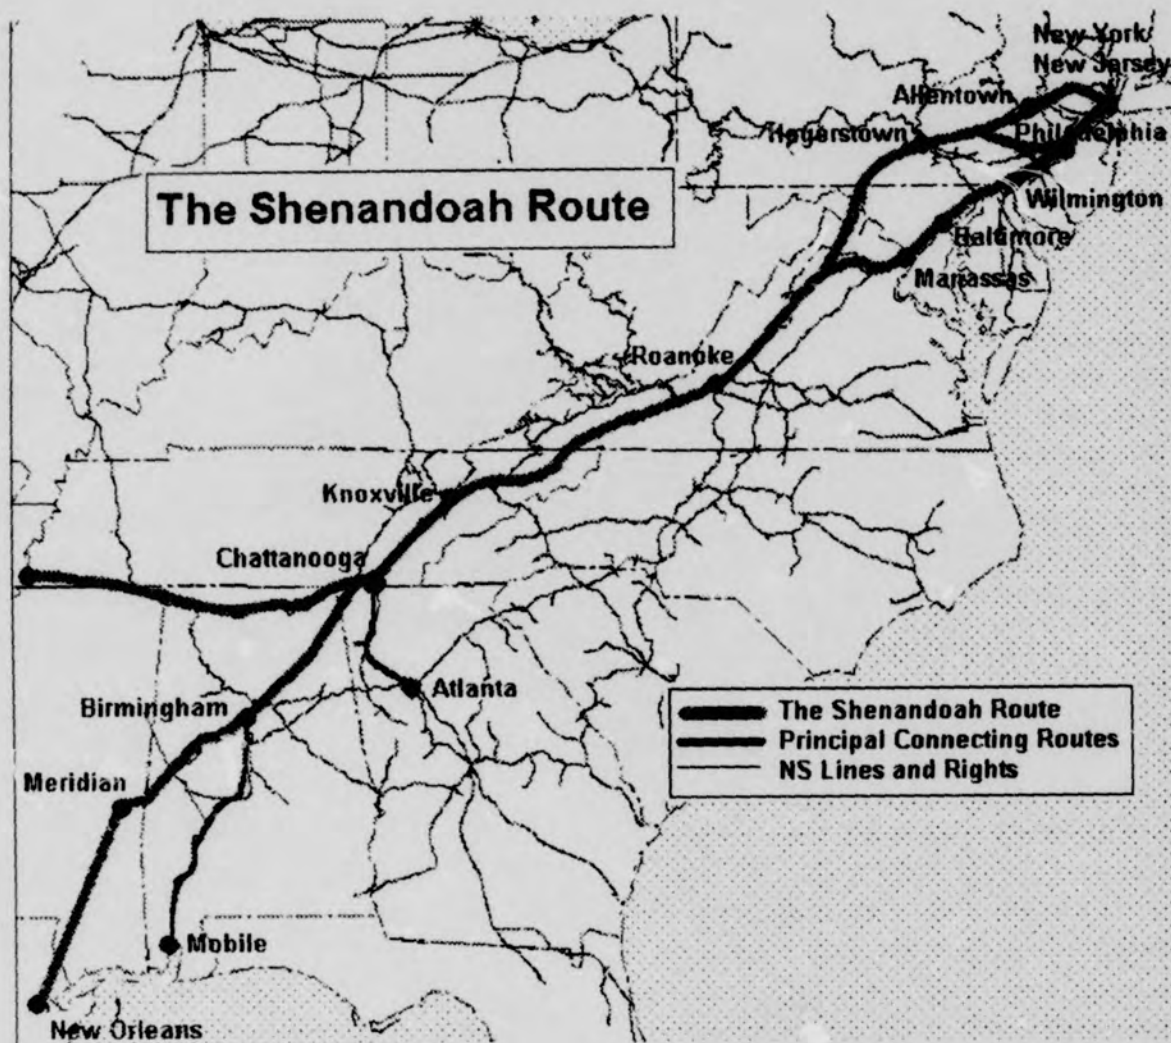 New York
New Jersey
Allentown
Hagerstown
Philadelphia
The Shenandoah Route
Wilmington
Baltimore
Manassas
Roanoke
Knoxville
Chattanooga
Atlanta
Birmingham
The Shenandoah Route
Principal Connecting Routes
NS Lines and Rights
Meridian
Mobile
New Orleans